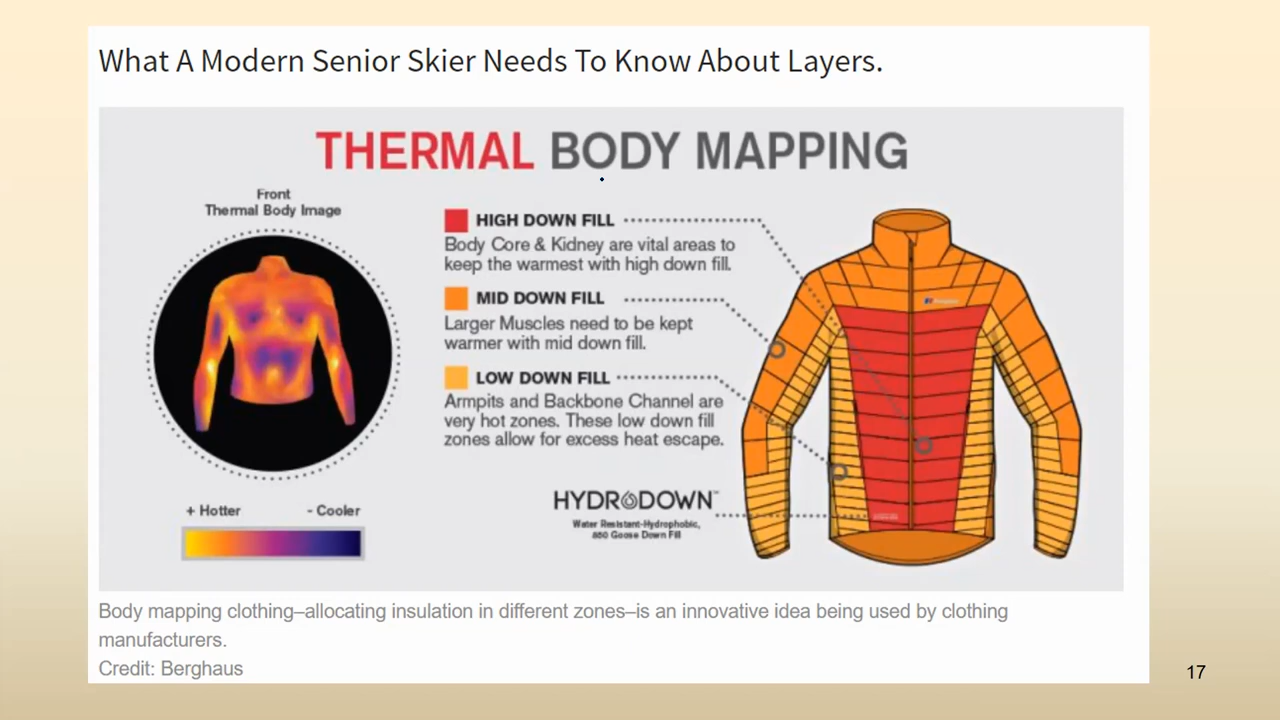 What A Modern Senior Skier Needs To Know About Layers.
THERMAL BODY MAPPING
Front
Thermal Body Image
+ Hotter - Cooler
HIGH DOWN FILL
Body Core & Kidney are vital areas to
keep the warmest with high down fill.
MID DOWN FILL
Larger Muscles need to be kept
warmer with mid down fill.
LOW DOWN FILL
Armpits and Backbone Channel are
very hot zones. These low down fill
zones allow for excess heat escape.
HYDRODOWN™
Water Resistant-Hydrophobic,
850 Goose Down Fill
Body mapping clothing–allocating insulation in different zones–is an innovative idea being used by clothing
manufacturers.
Credit: Berghaus
17